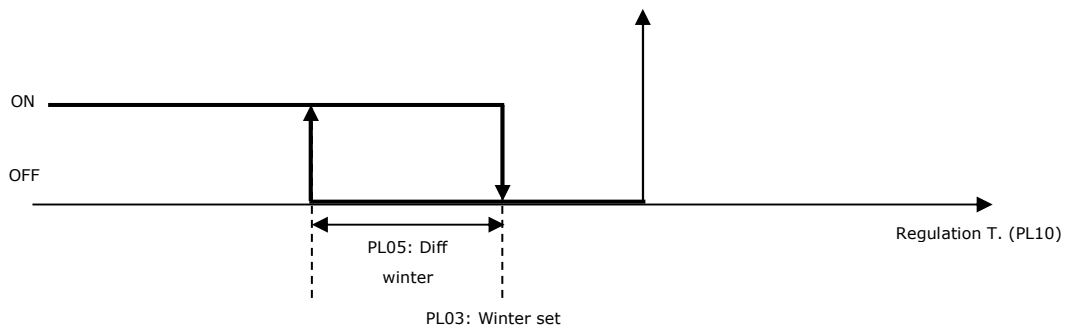 ON
OFF
Regulation T. (PL10)
PL05: Diff
winter
PL03: Winter set